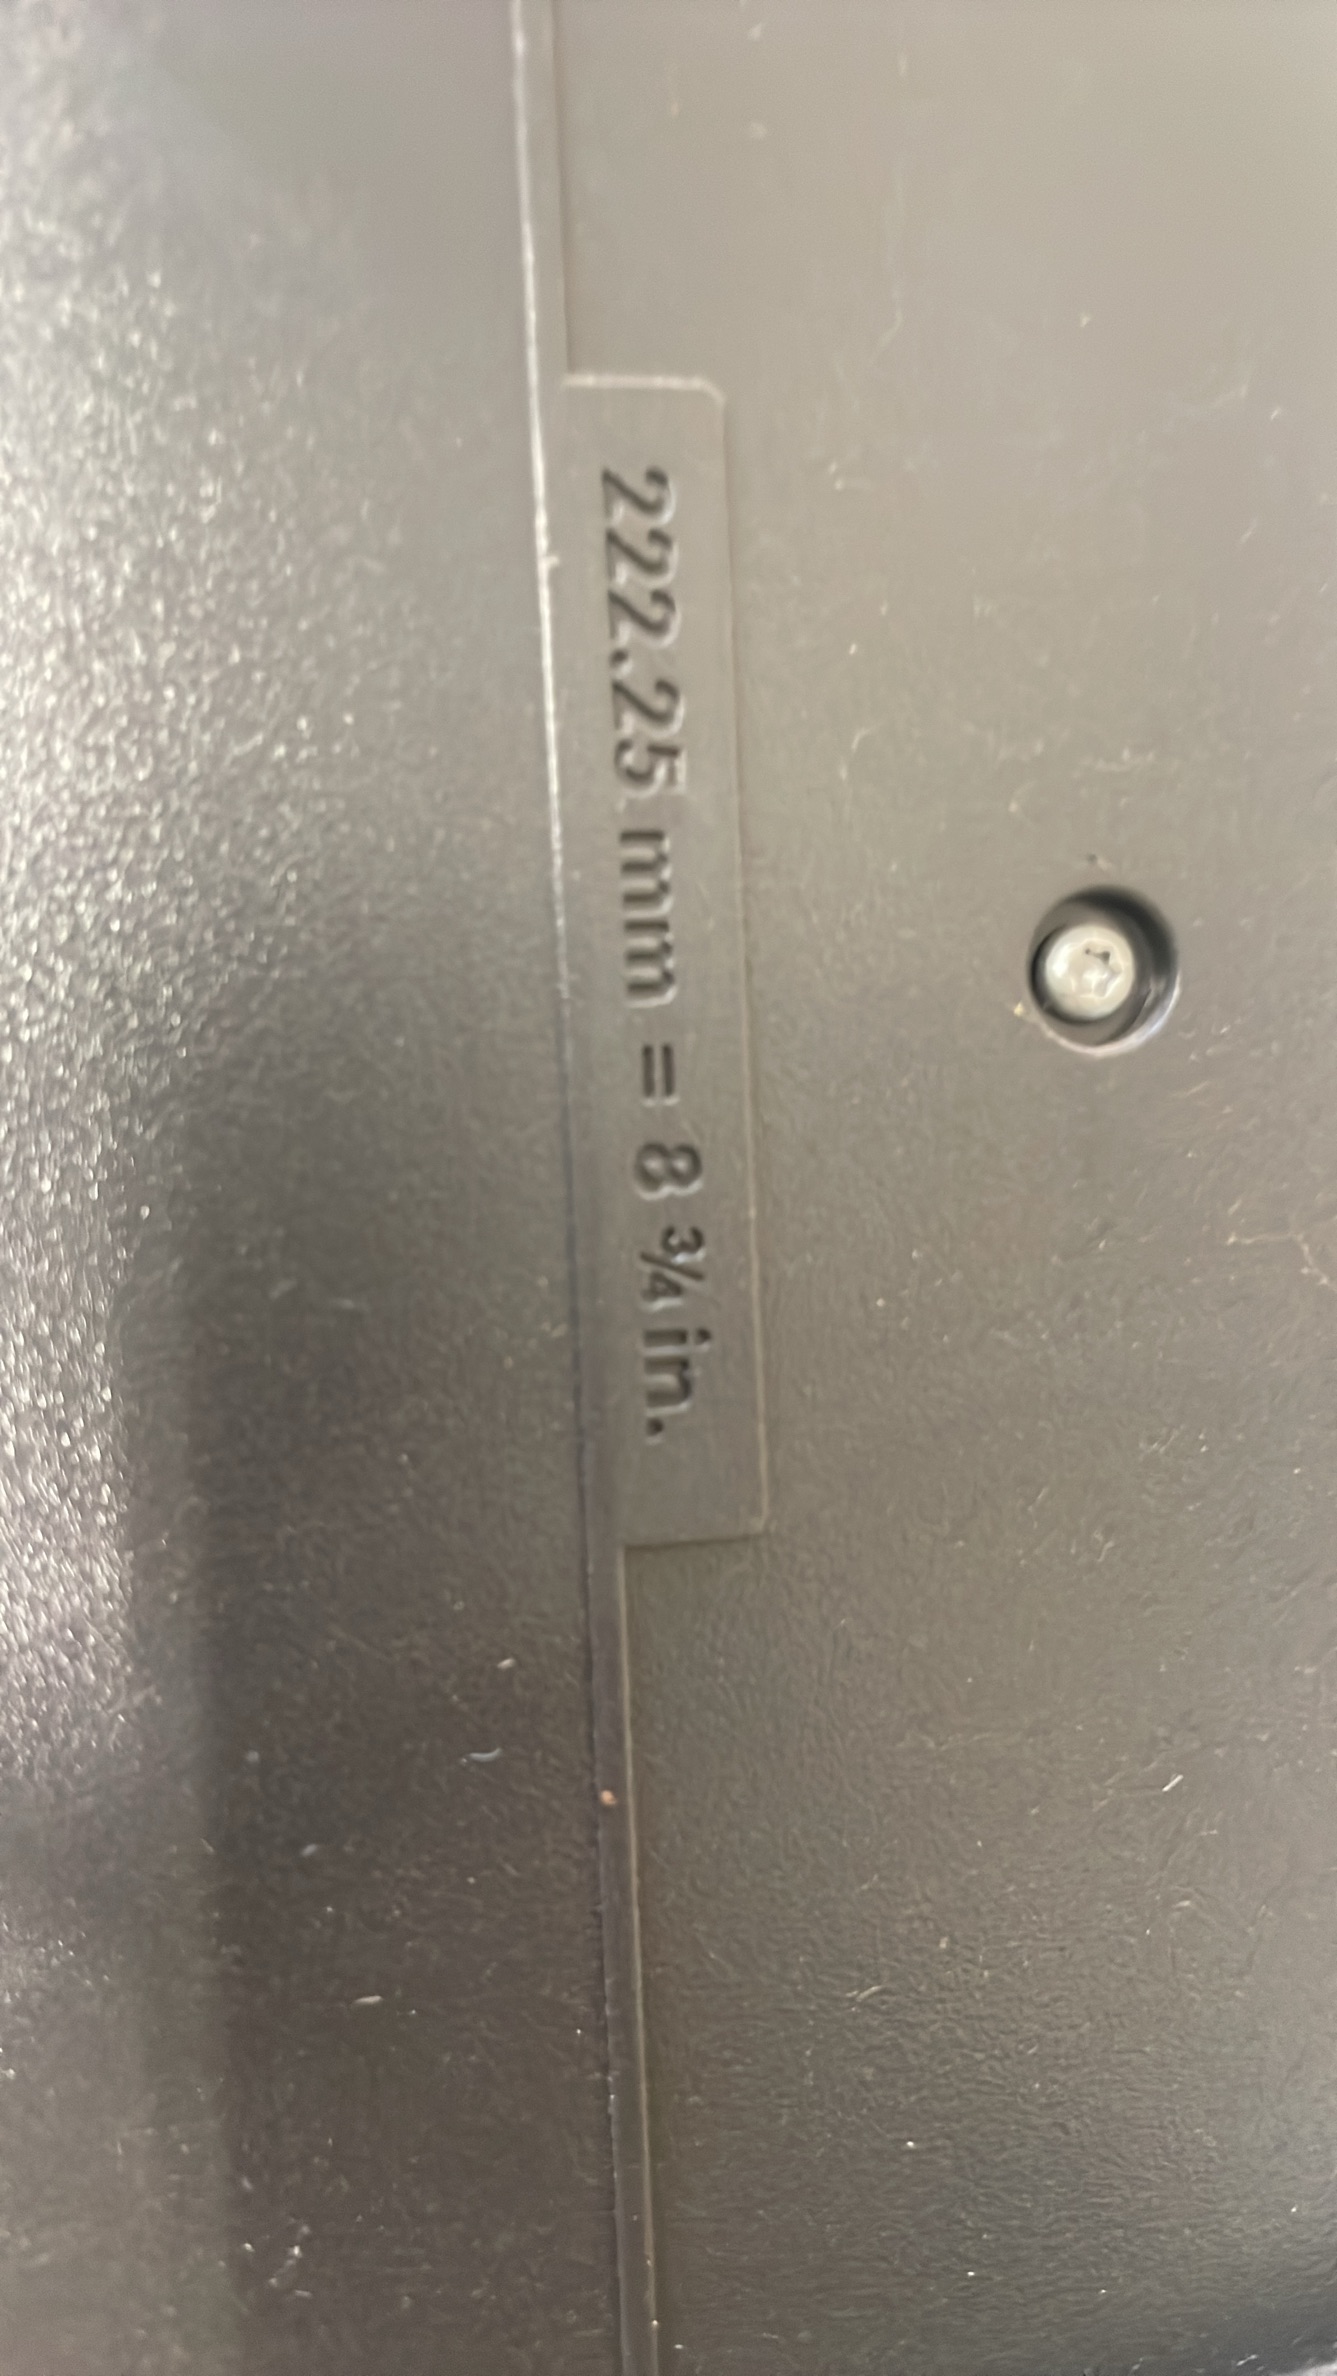 222.25 mm = 8 ¾ in.